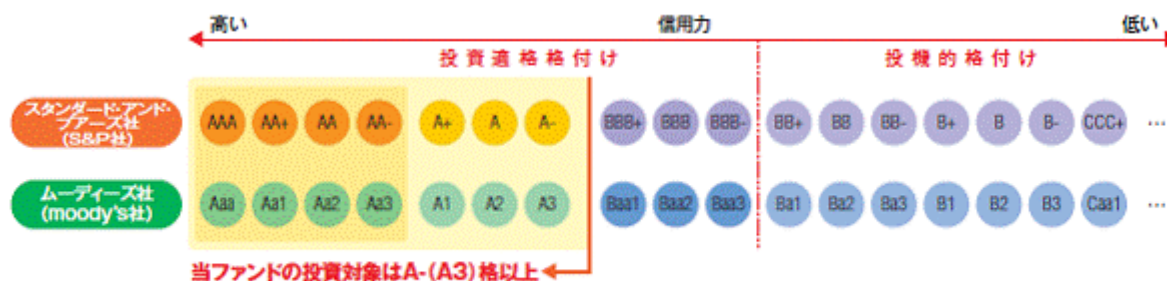 高い 信用力 低い
投資適格格付け 投機的格付け
スタンダード・アンド・
プアーズ社
(S&P社)
AAA AA+ AA AA- A+ A A- BBB+ BBB BBB- BB+ BB BB- B+ B B- CCC+ …
ムーディーズ社
(moody's社)
Aaa Aa1 Aa2 Aa3 A1 A2 A3 Baa1 Baa2 Baa3 Ba1 Ba2 Ba3 B1 B2 B3 Caa1 …
当ファンドの投資対象はA-(A3)格以上